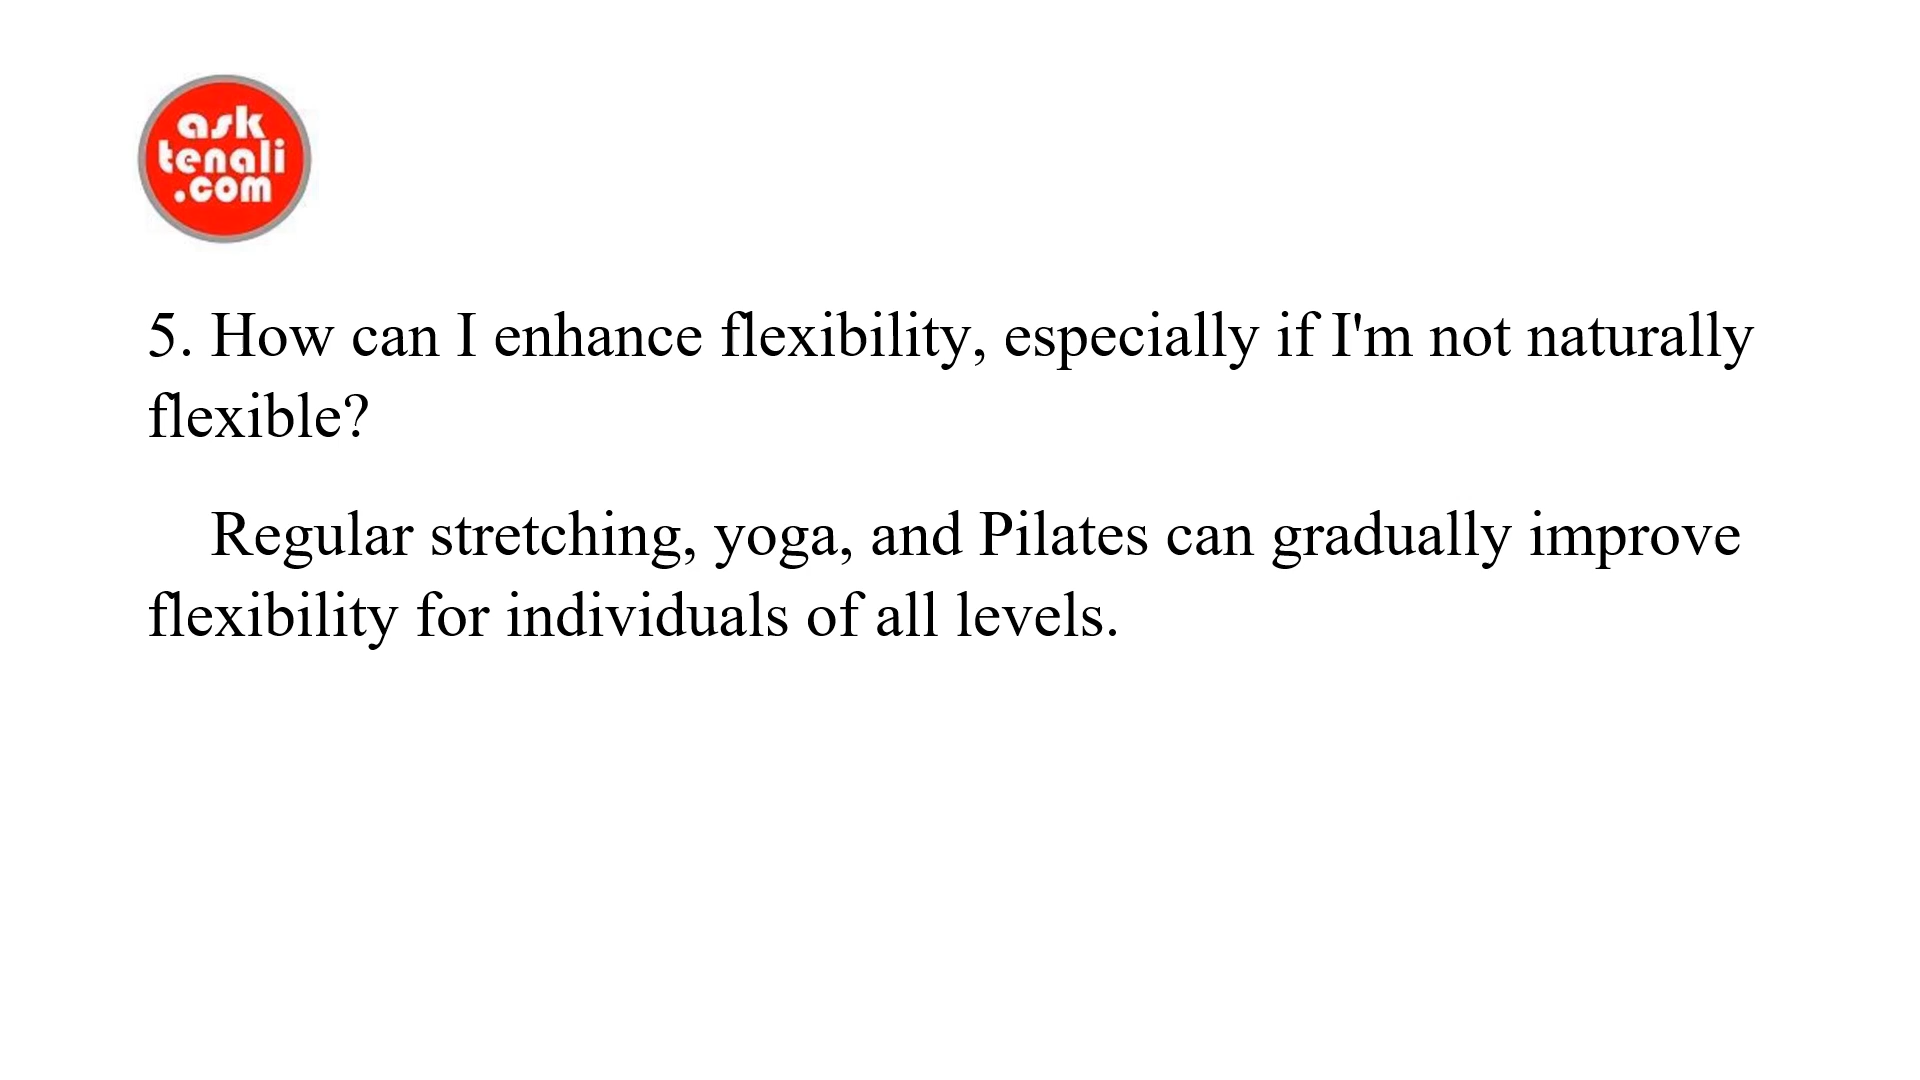 ask
tenali
.com
5. How can I enhance flexibility, especially if I'm not naturally
flexible?
Regular stretching, yoga, and Pilates can gradually improve
flexibility for individuals of all levels.